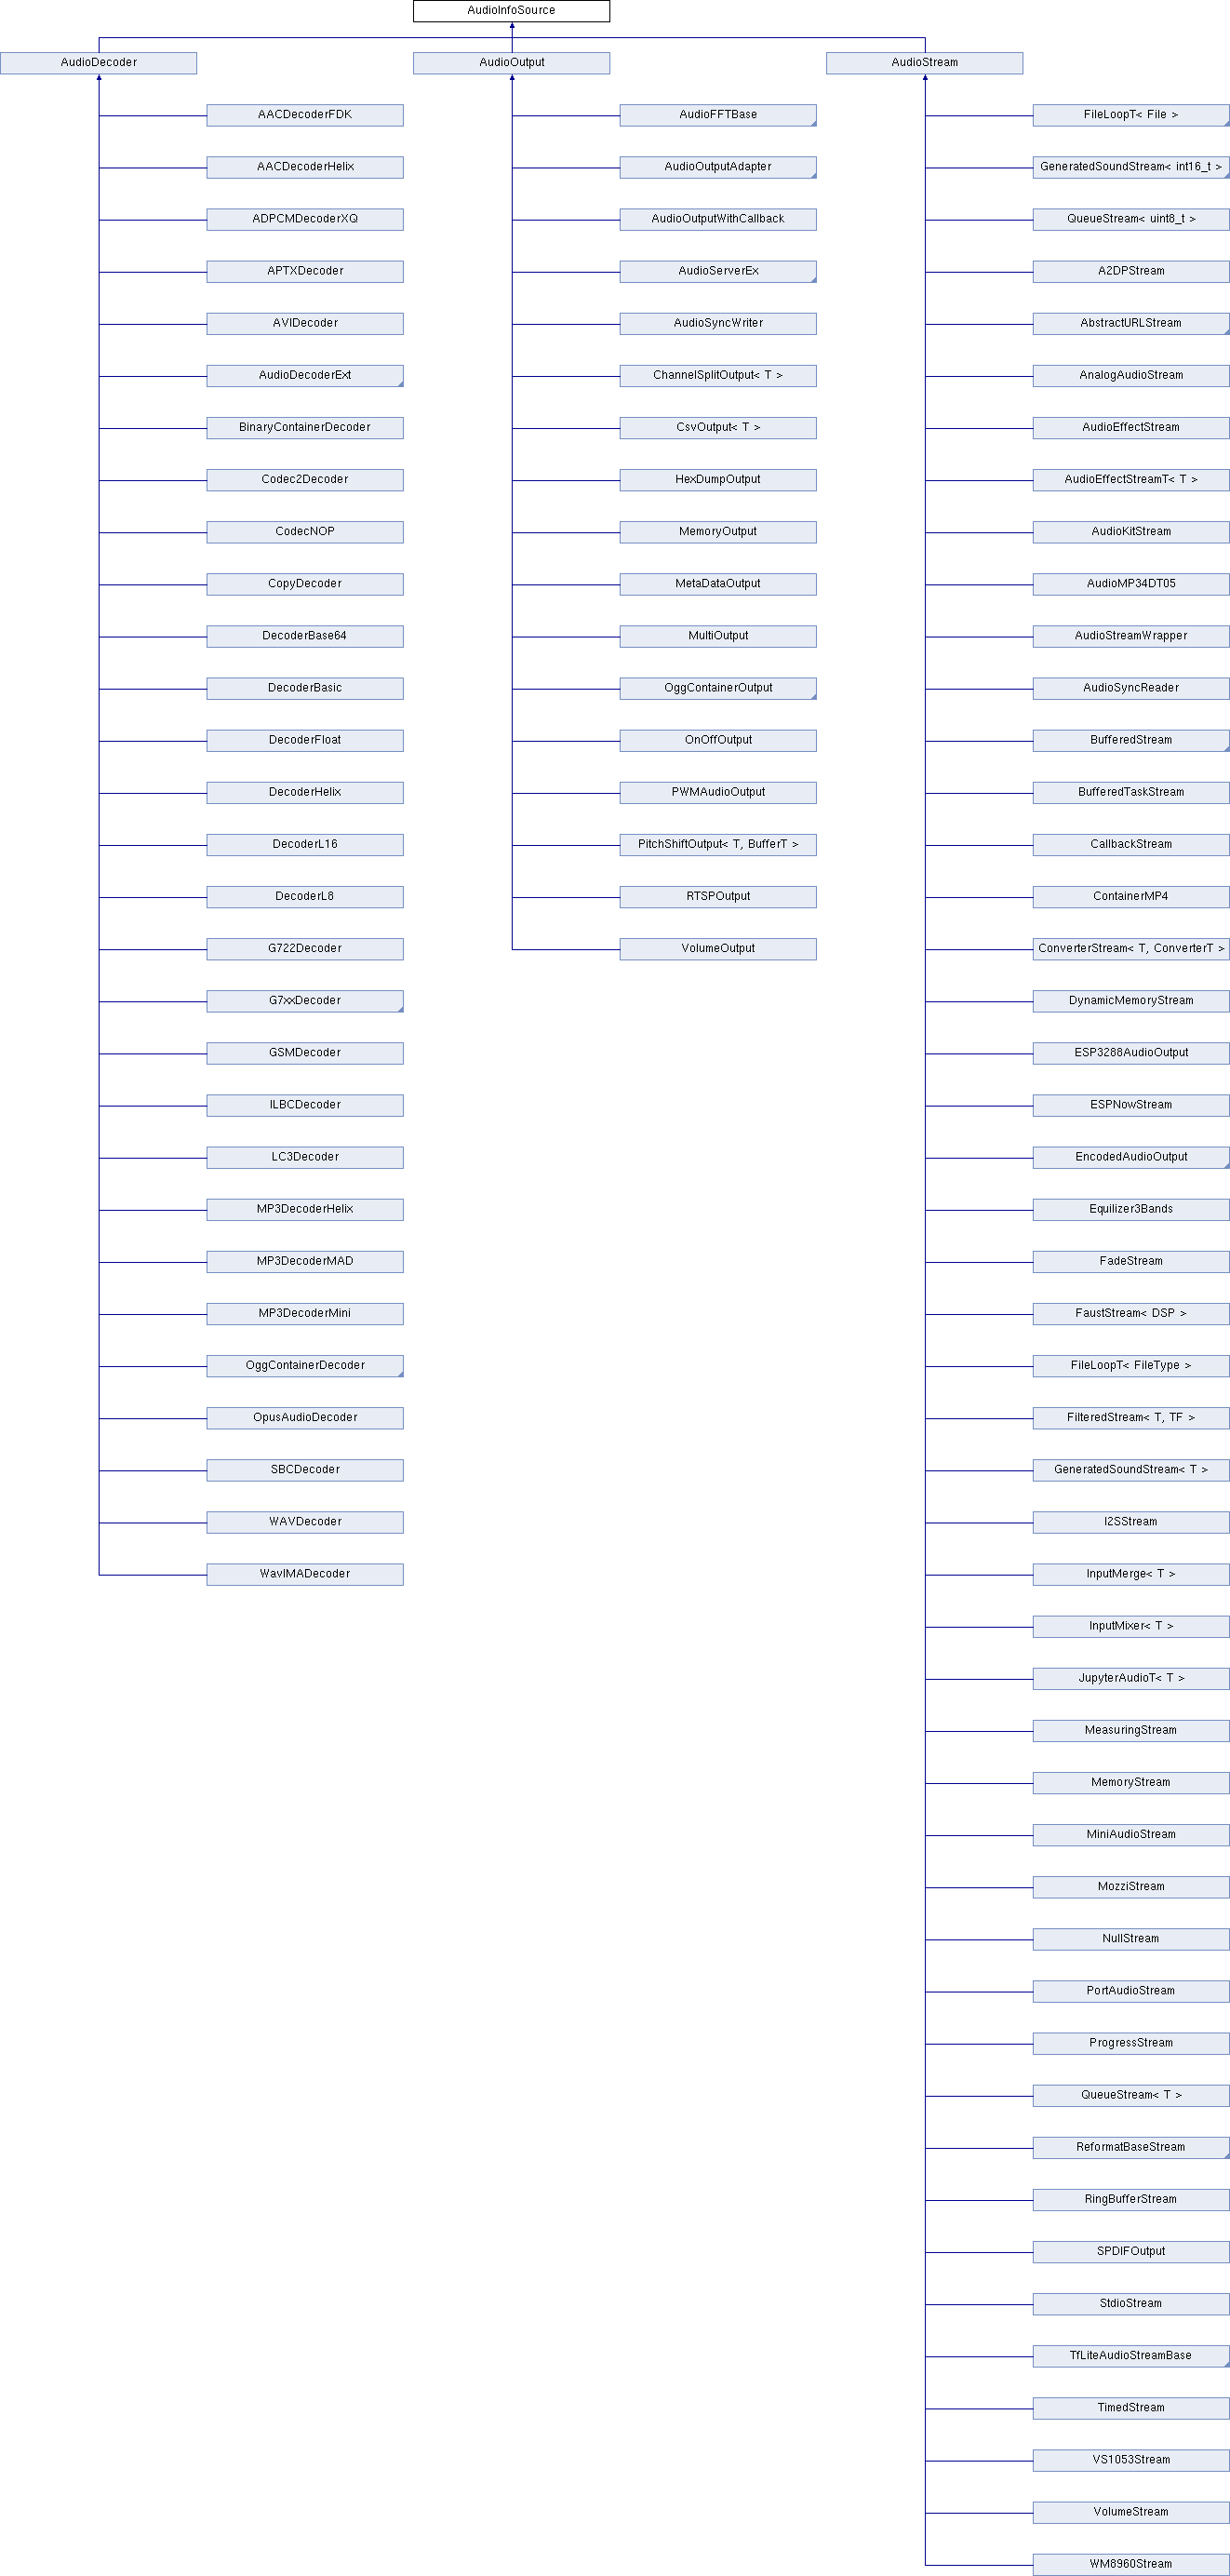 AudioInfoSource
AudioDecoder
AudioOutput
AudioStream
AACDecoderFDK
AACDecoderHelix
ADPCMDecoderXQ
APTXDecoder
AVIDecoder
AudioDecoderExt
BinaryContainerDecoder
Codec2Decoder
CodecNOP
CopyDecoder
DecoderBase64
DecoderBasic
DecoderFloat
DecoderHelix
DecoderL16
DecoderL8
G722Decoder
G7xxDecoder
GSMDecoder
ILBCDecoder
LC3Decoder
MP3DecoderHelix
MP3DecoderMAD
MP3DecoderMini
OggContainerDecoder
OpusAudioDecoder
SBCDecoder
WAVDecoder
WavIMADecoder
AudioFFTBase
AudioOutputAdapter
AudioOutputWithCallback
AudioServerEx
AudioSyncWriter
ChannelSplitOutput< T >
CsvOutput< T >
HexDumpOutput
MemoryOutput
MetaDataOutput
MultiOutput
OggContainerOutput
OnOffOutput
PWMAudioOutput
PitchShiftOutput< T, BufferT >
RTSPOutput
VolumeOutput
FileLoopT< File >
GeneratedSoundStream< int16_t >
QueueStream< uint8_t >
A2DPStream
AbstractURLStream
AnalogAudioStream
AudioEffectStream
AudioEffectStreamT< T >
AudioKitStream
AudioMP34DT05
AudioStreamWrapper
AudioSyncReader
BufferedStream
BufferedTaskStream
CallbackStream
ContainerMP4
ConverterStream< T, ConverterT >
DynamicMemoryStream
ESP3288AudioOutput
ESPNowStream
EncodedAudioOutput
Equilizer3Bands
FadeStream
FaustStream< DSP >
FileLoopT< FileType >
FilteredStream< T, TF >
GeneratedSoundStream< T >
I2SStream
InputMerge< T >
InputMixer< T >
JupyterAudioT< T >
MeasuringStream
MemoryStream
MiniAudioStream
MozziStream
NullStream
PortAudioStream
ProgressStream
QueueStream< T >
ReformatBaseStream
RingBufferStream
SPDIFOutput
StdioStream
TfLiteAudioStreamBase
TimedStream
VS1053Stream
VolumeStream
WM8960Stream